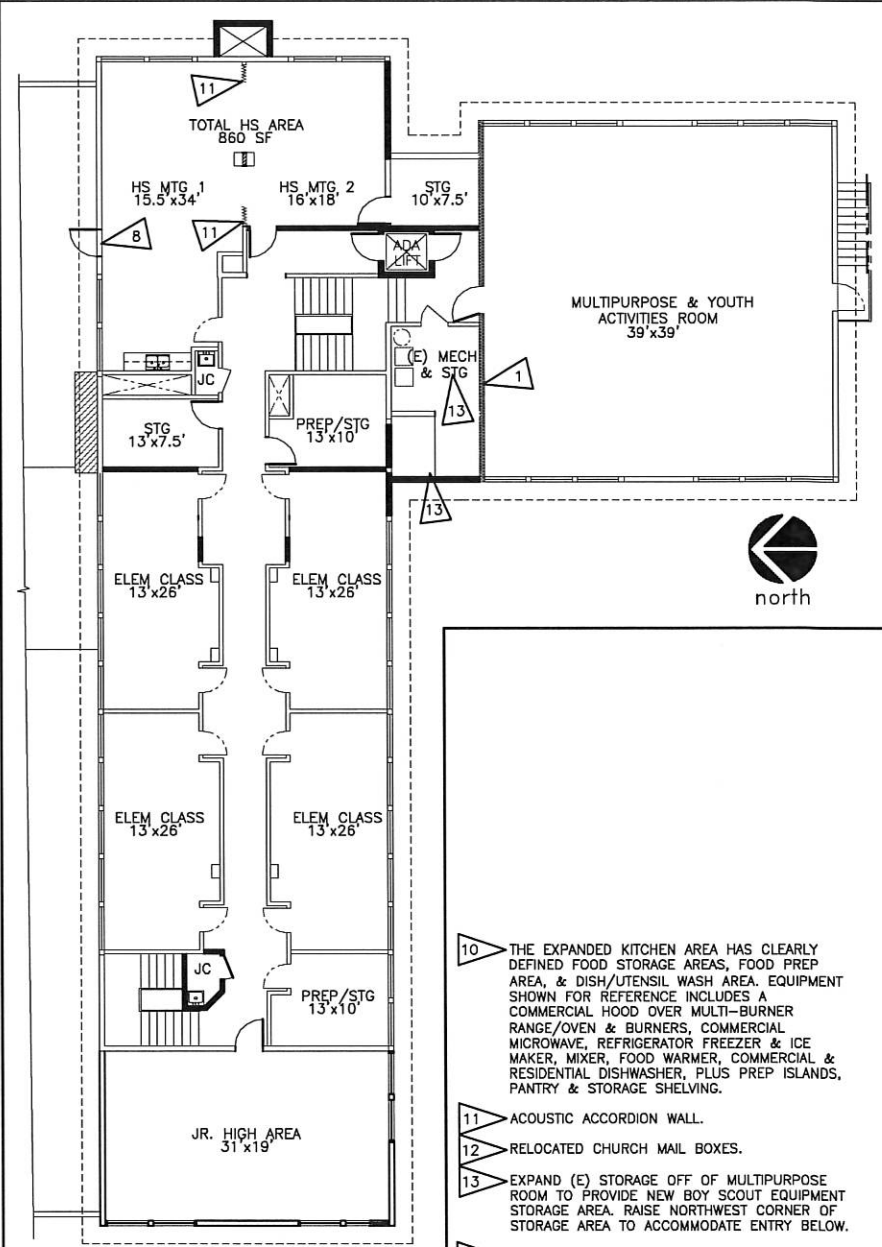 11
TOTAL HS AREA
860 SF
HS MTG 1
15.5'x34'
HS MTG 2
16'x18'
STG
10'x7.5'
8
11
ADA
LIFT
MULTIPURPOSE & YOUTH
ACTIVITIES ROOM
39'x39'
(E) MECH
& STG
1
JC
13
STG
13'x7.5'
PREP/STG
13'x10'
13
north
ELEM CLASS
13'x26'
ELEM CLASS
13'x26'
ELEM CLASS
13'x26'
ELEM CLASS
13'x26'
JC
PREP/STG
13'x10'
JR. HIGH AREA
31'x19'
10 THE EXPANDED KITCHEN AREA HAS CLEARLY
DEFINED FOOD STORAGE AREAS, FOOD PREP
AREA, & DISH/UTENSIL WASH AREA. EQUIPMENT
SHOWN FOR REFERENCE INCLUDES A
COMMERCIAL HOOD OVER MULTI-BURNER
RANGE/OVEN & BURNERS, COMMERCIAL
MICROWAVE, REFRIGERATOR FREEZER & ICE
MAKER, MIXER, FOOD WARMER, COMMERCIAL &
RESIDENTIAL DISHWASHER, PLUS PREP ISLANDS,
PANTRY & STORAGE SHELVING.
11 ACOUSTIC ACCORDION WALL.
12 RELOCATED CHURCH MAIL BOXES.
13 EXPAND (E) STORAGE OFF OF MULTIPURPOSE
ROOM TO PROVIDE NEW BOY SCOUT EQUIPMENT
STORAGE AREA. RAISE NORTHWEST CORNER OF
STORAGE AREA TO ACCOMMODATE ENTRY BELOW.